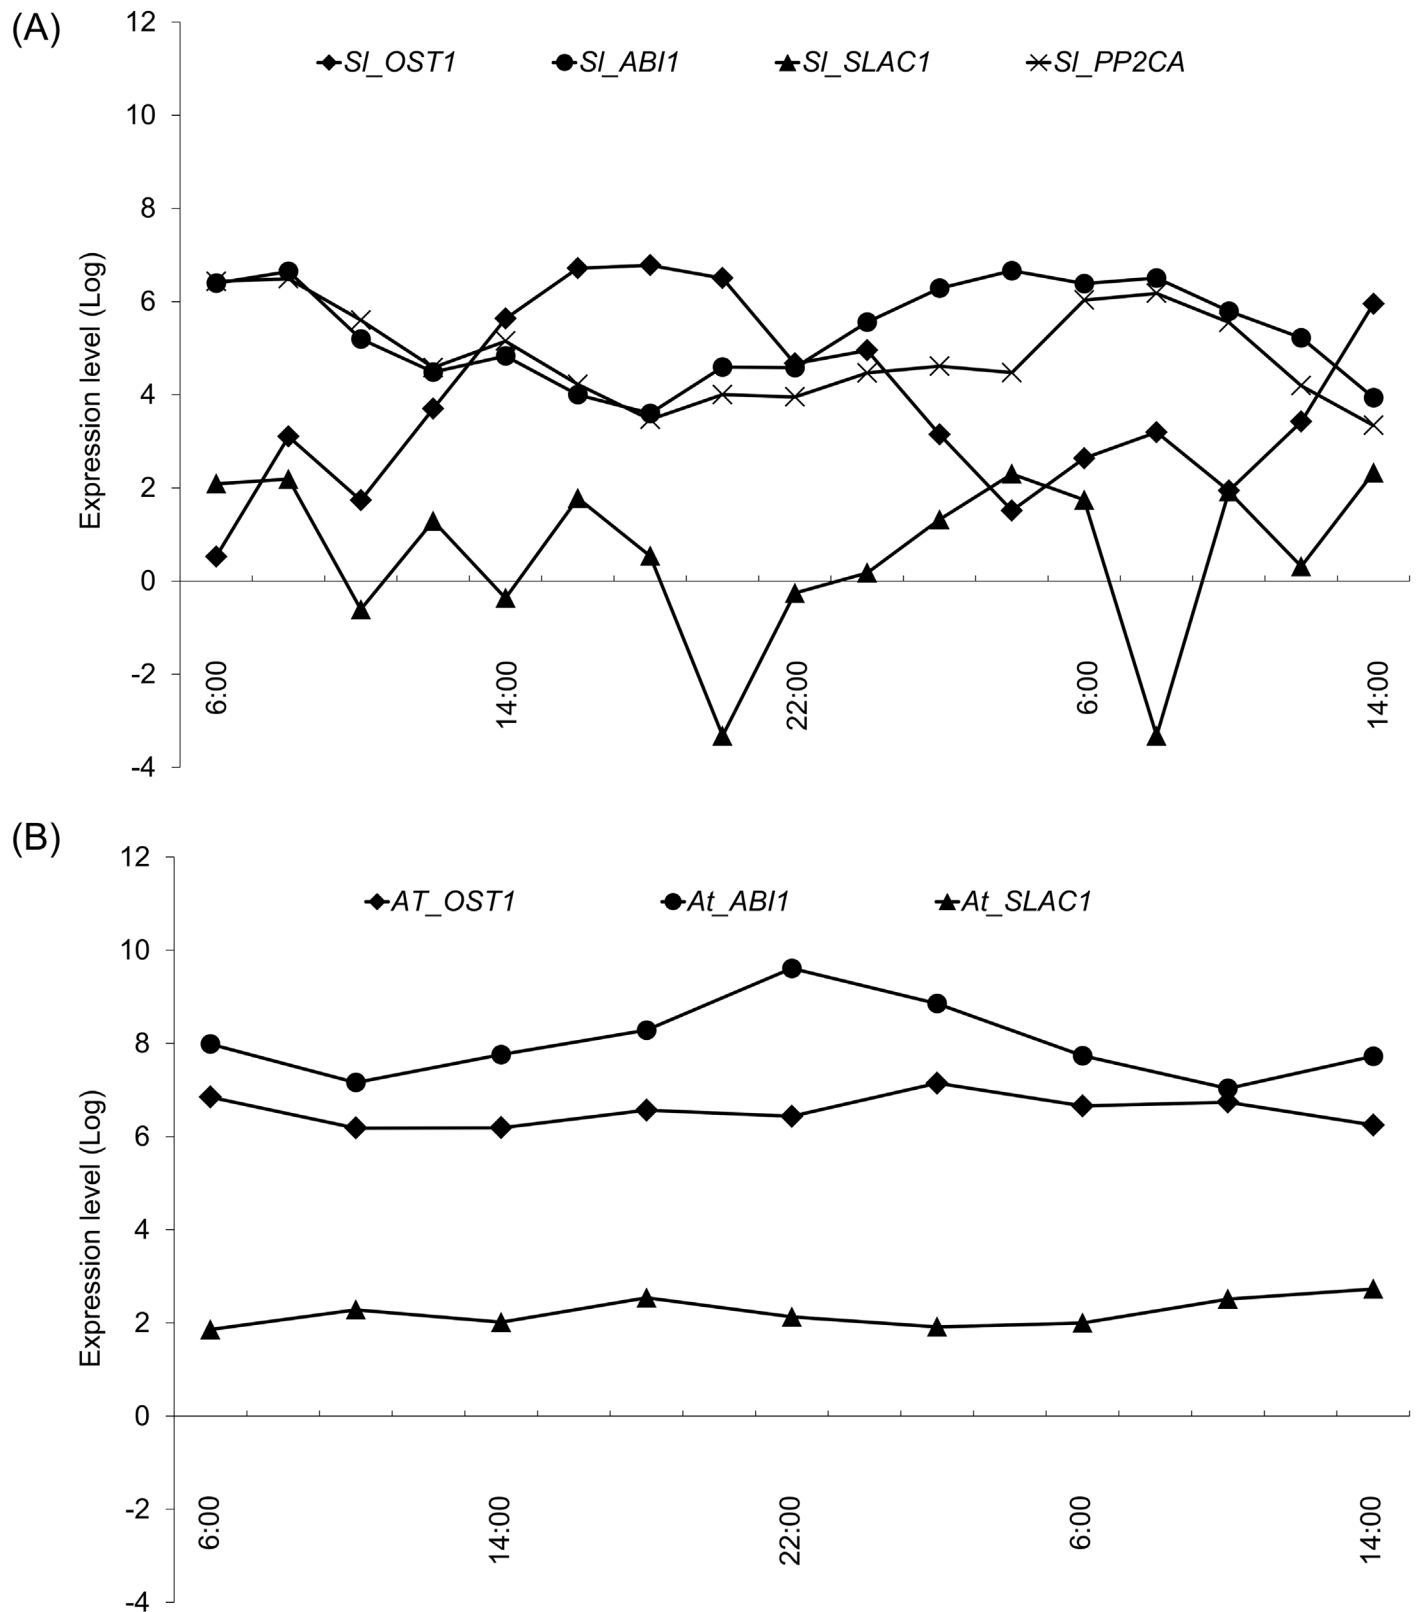 (A)
12
Sl_OST1 Sl_ABI1 Sl_SLAC1 Sl_PP2CA
10
8
6
4
2
0
-2
-4
Expression level (Log)
6:00 14:00 22:00 6:00 14:00
(B)
12
AT_OST1 At_ABI1 At_SLAC1
10
8
6
4
2
0
-2
-4
Expression level (Log)
6:00 14:00 22:00 6:00 14:00